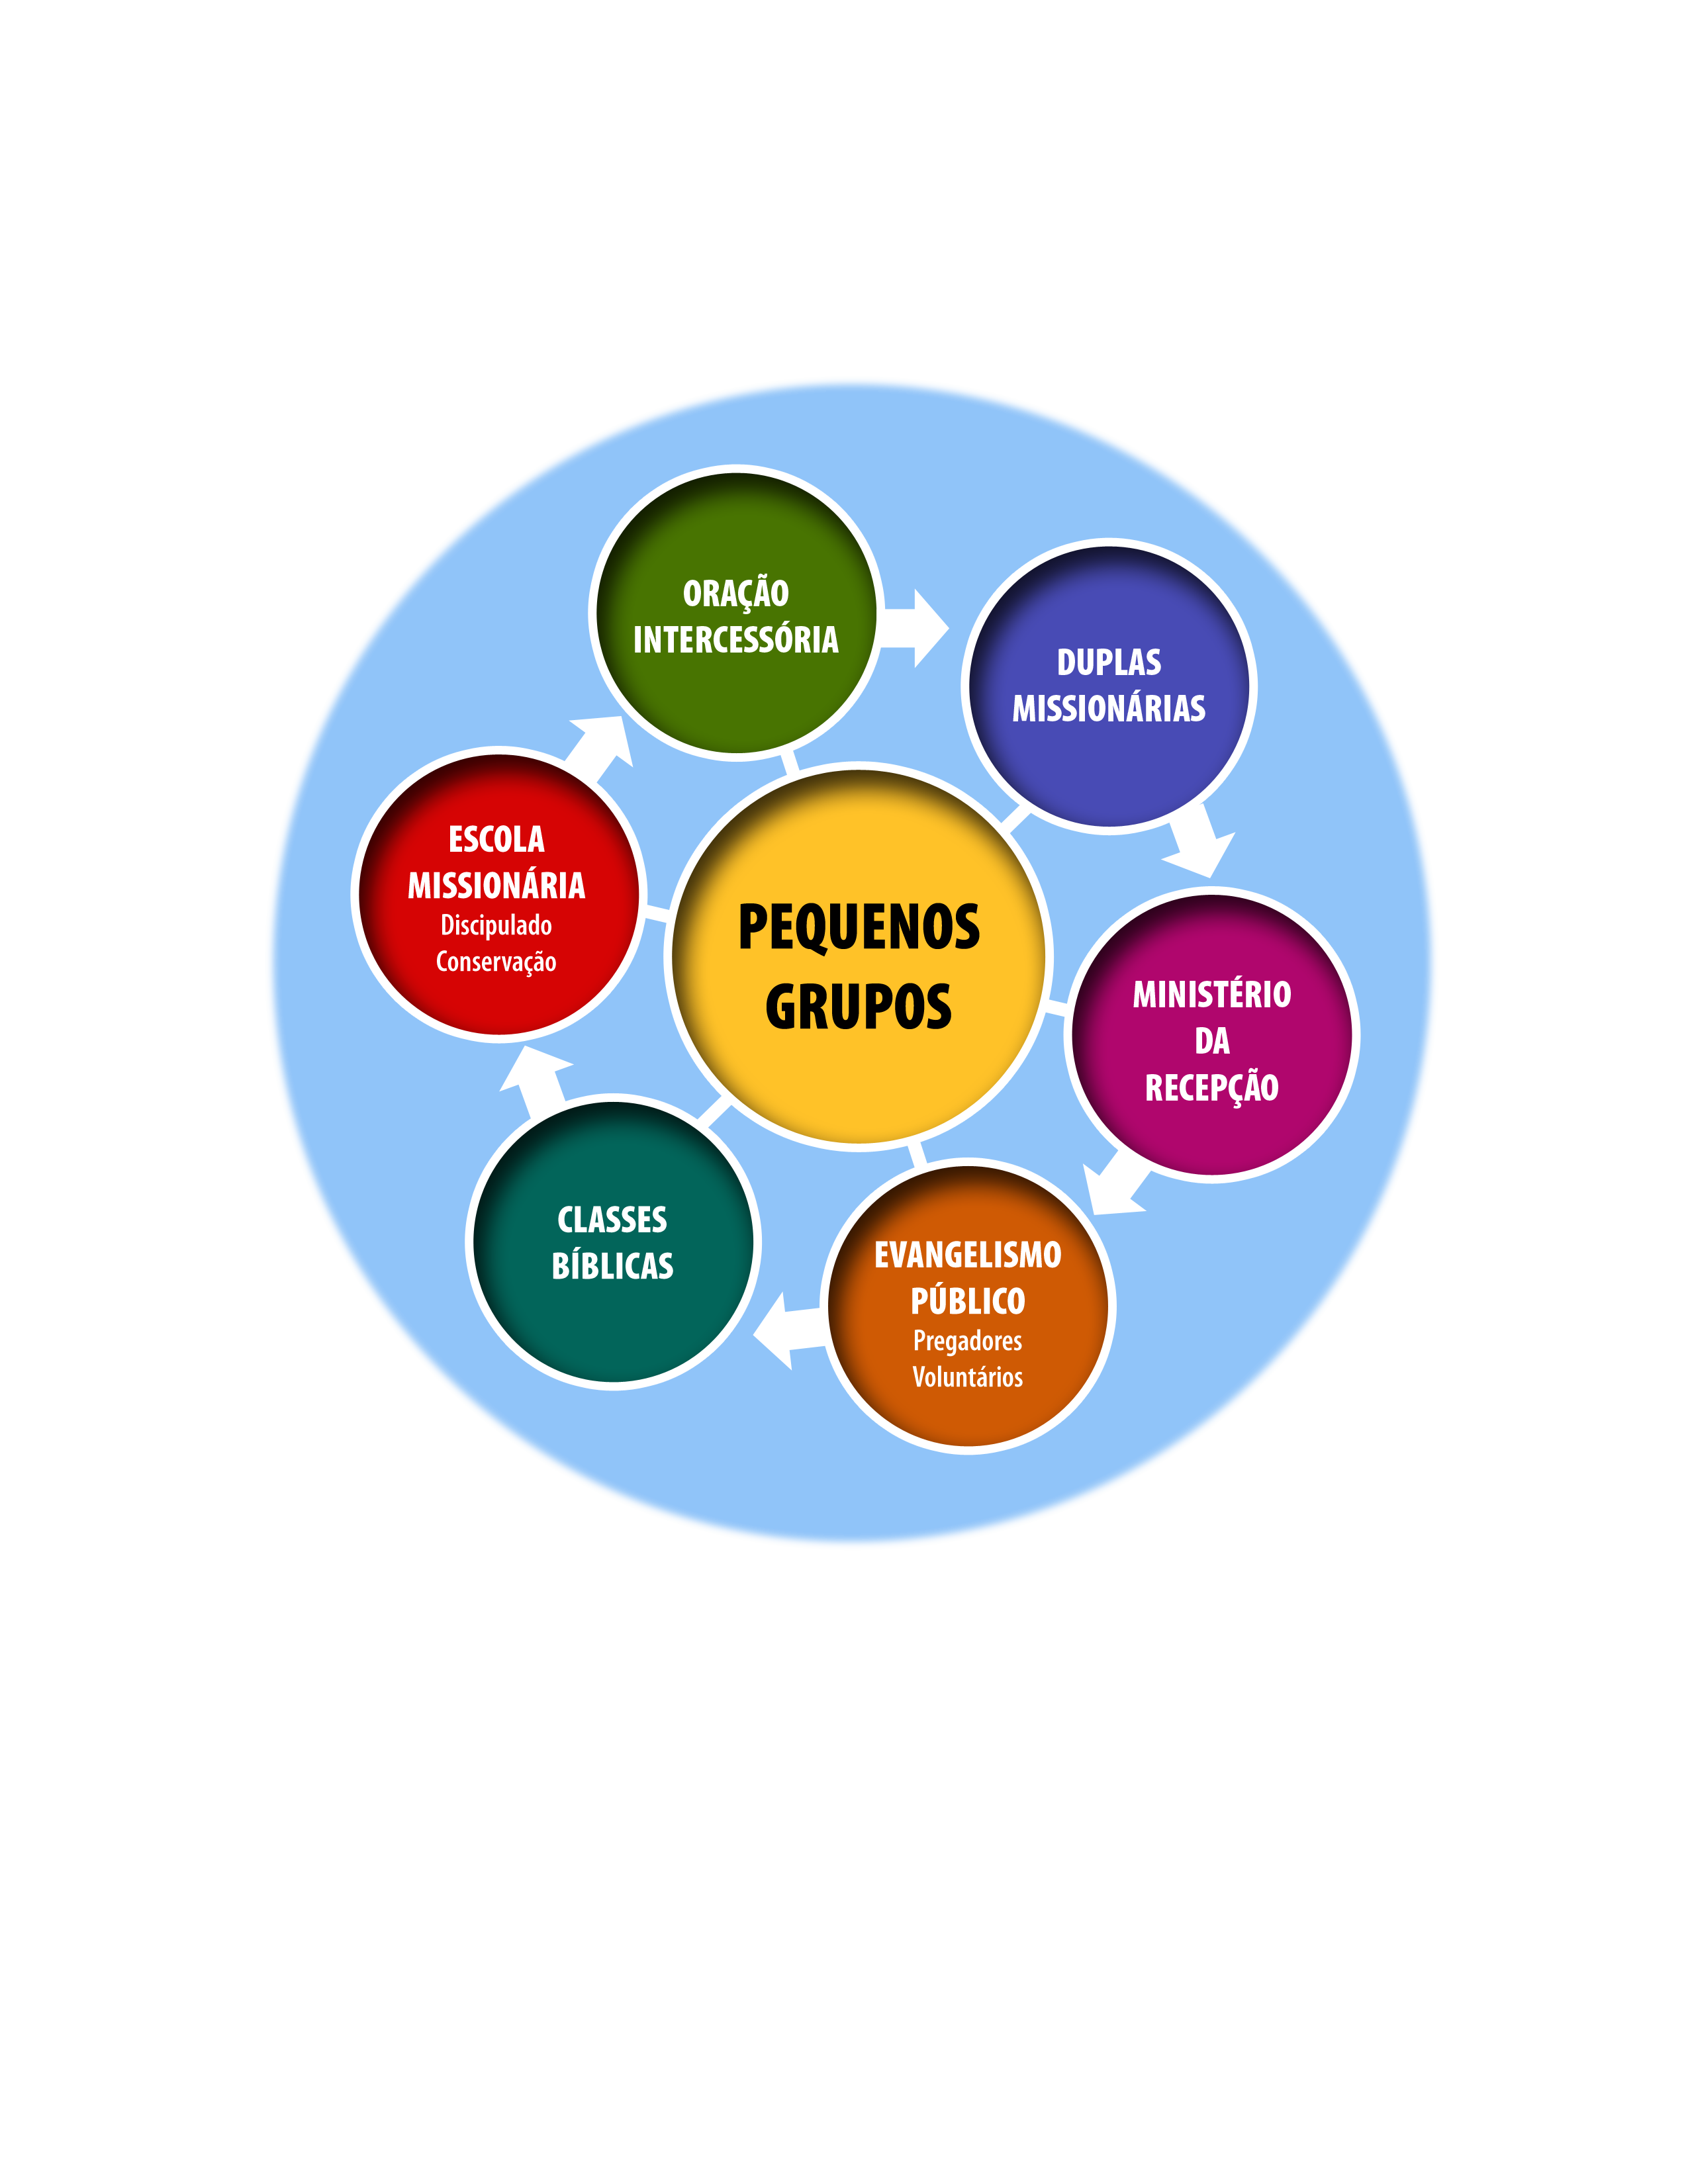 ORAÇÃO
INTERCESSÓRIA
DUPLAS
MISSIONÁRIAS
ESCOLA
MISSIONÁRIA
Discipulado
Conservação
PEQUENOS
GRUPOS
MINISTÉRIO
DA
RECEPÇÃO
CLASSES
BÍBLICAS
EVANGELISMO
PÚBLICO
Pregadores
Voluntários